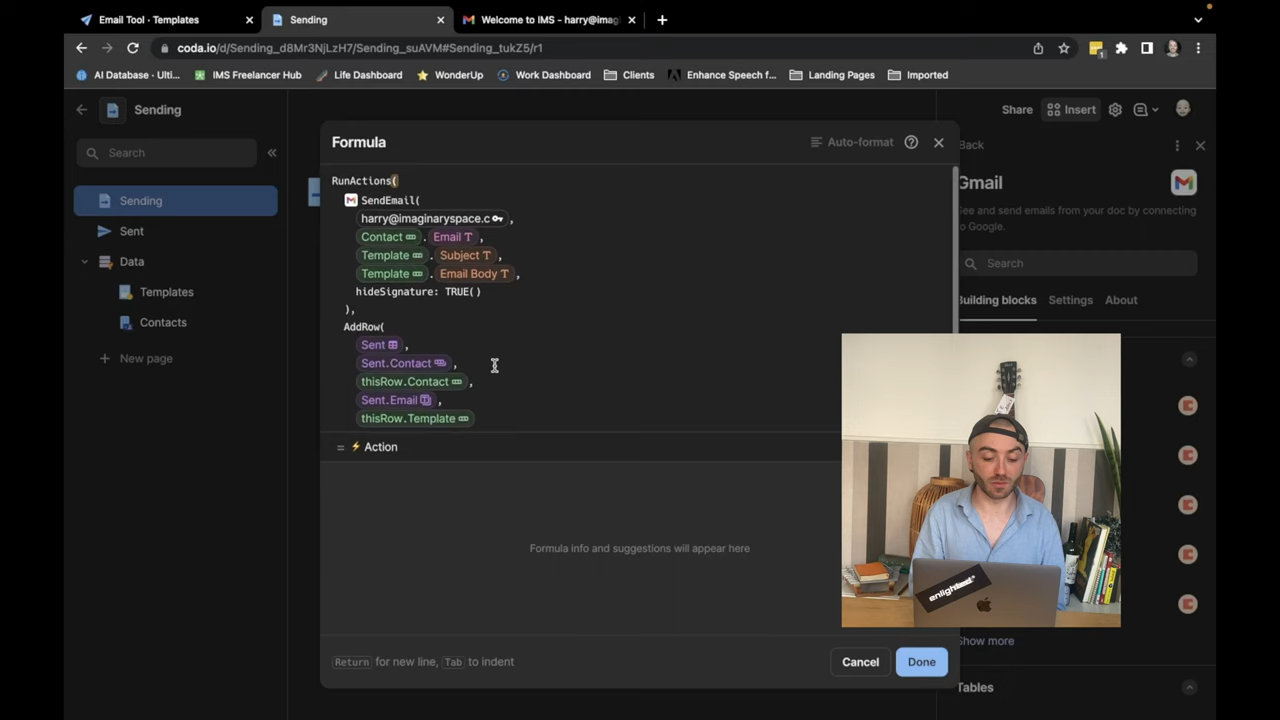 Email Tool · Templates
Sending
Welcome to IMS - harry@imag
coda.io/d/Sending_d8Mr3NjLzH7/Sending_suAVM#Sending_tukZ5/r1
1
AI Database · Ulti...
IMS Freelancer Hub
Life Dashboard
WonderUp
Work Dashboard
Clients
Enhance Speech f...
Landing Pages
Imported
Sending
Share
Insert
Search
Sending
Sent
Data
Templates
Contacts
New page
Formula
Auto-format
RunActions(
SendEmail(
harry@imaginaryspace.c ,
Contact . Email ,
Template . Subject ,
Template . Email Body ,
hideSignature: TRUE()
),
AddRow(
Sent ,
Sent.Contact ,
thisRow.Contact ,
Sent.Email ,
thisRow.Template
= ⚡ Action
Formula info and suggestions will appear here
Return for new line, Tab to indent
Cancel
Done
Back
Gmail
See and send emails from your doc by connecting
to Google.
Search
Building blocks
Settings
About
Show more
Tables
enlightened